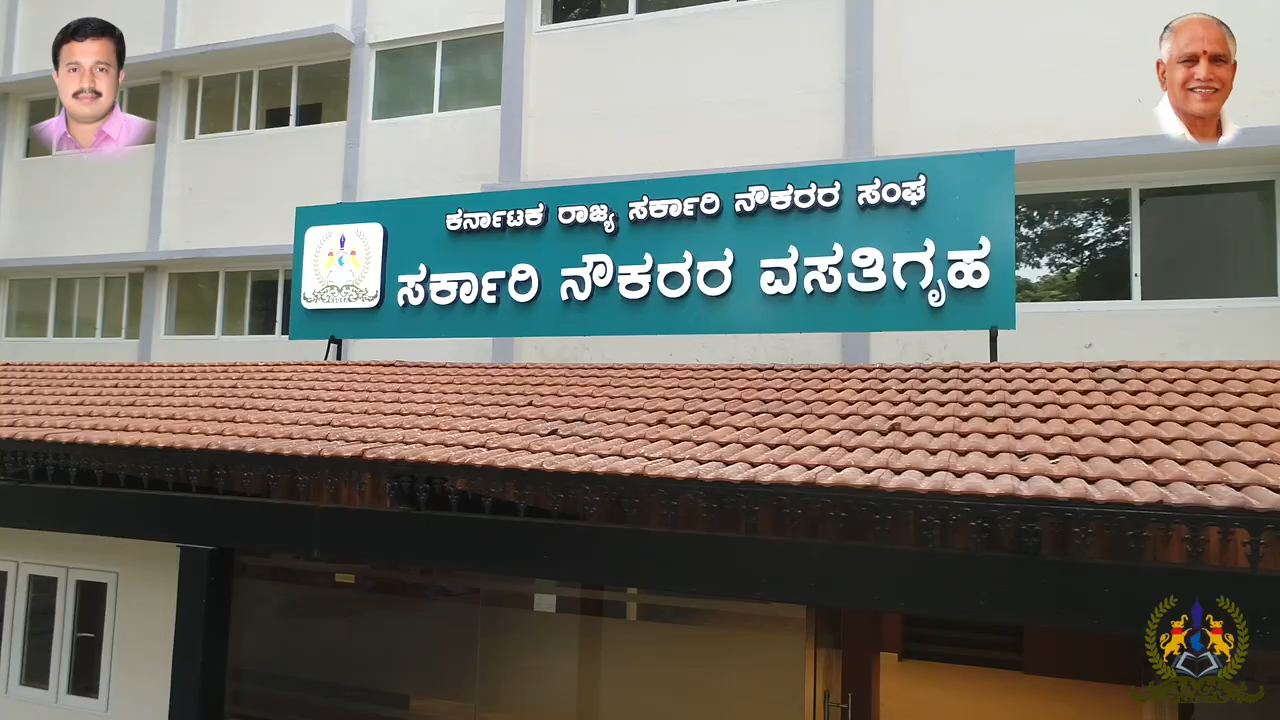 ಕರ್ನಾಟಕ ರಾಜ್ಯ ಸರ್ಕಾರಿ ನೌಕರರ ಸಂಘ
ಸರ್ಕಾರಿ ನೌಕರರ ವಸತಿಗೃಹ